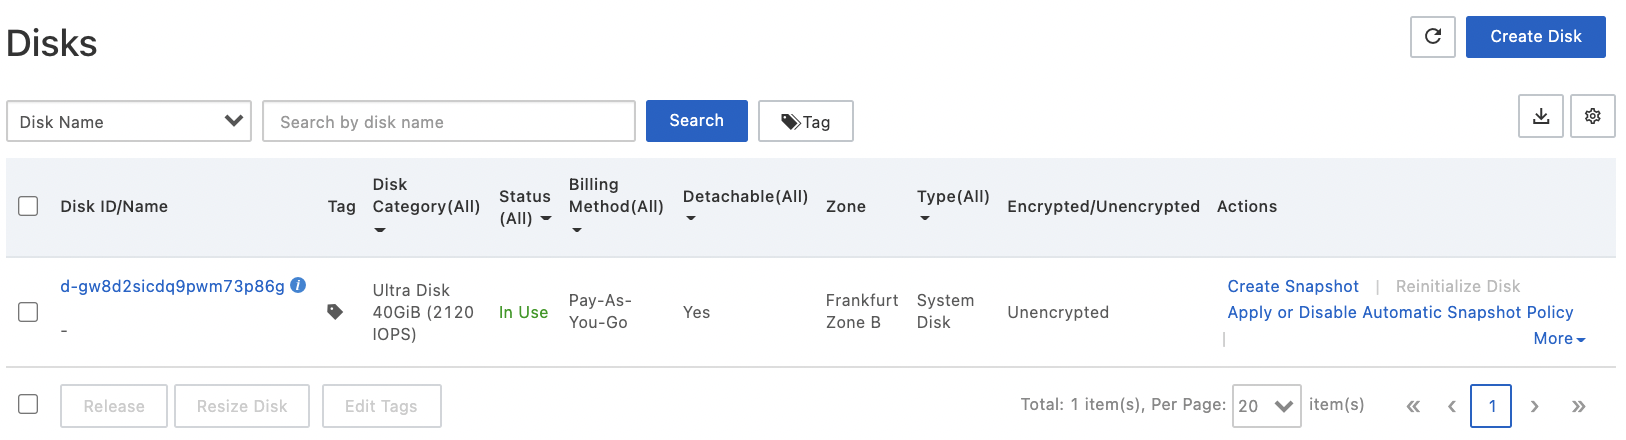 Disks
Create Disk
Disk Name
Search by disk name
Search
Tag
Disk ID/Name
Tag
Disk
Category(All)
Status
(All)
Billing
Method(All)
Detachable(All)
Zone
Type(All)
Encrypted/Unencrypted
Actions
d-gw8d2sicdq9pwm73p86g i
-
Ultra Disk
40GiB (2120
IOPS)
In Use
Pay-As-
You-Go
Yes
Frankfurt
Zone B
System
Disk
Unencrypted
Create Snapshot | Reinitialize Disk
Apply or Disable Automatic Snapshot Policy
| More
Release
Resize Disk
Edit Tags
Total: 1 item(s), Per Page: 20 item(s) « ‹ 1 › »